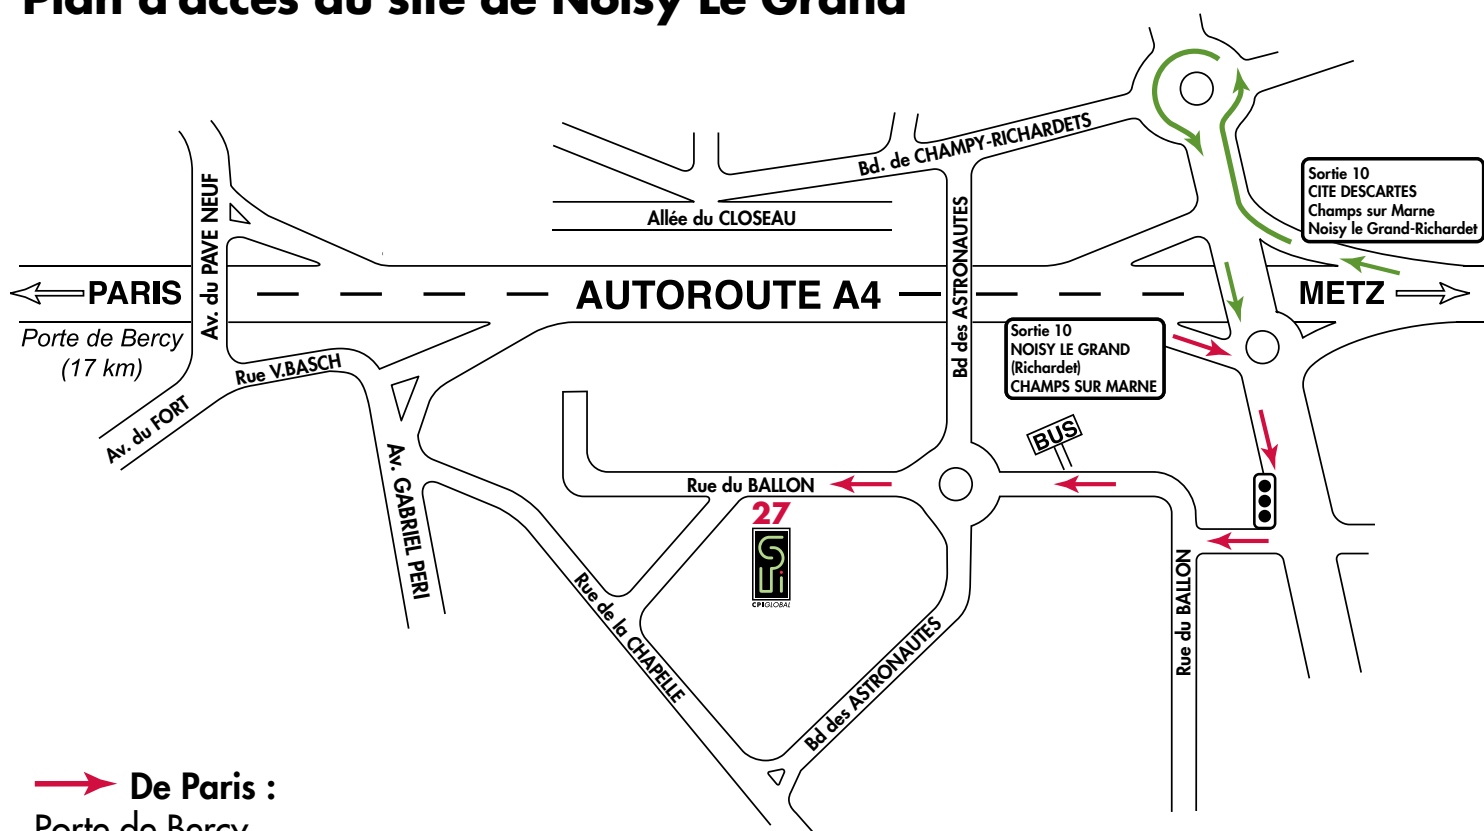 Plan d'accès du site de Noisy Le Grand
Bd. de CHAMPY-RICHARDETS
Sortie 10
CITE DESCARTES
Champs sur Marne
Noisy le Grand-Richardet
Av. du PAVE NEUF
Allée du CLOSEAU
Bd des ASTRONAUTES
PARIS
AUTOROUTE A4
METZ
Porte de Bercy
(17 km)
Sortie 10
NOISY LE GRAND
(Richardet)
CHAMPS SUR MARNE
Rue V.BASCH
Av. du FORT
BUS
Av. GABRIEL PERI
Rue du BALLON
27
CPI
CPIGLOBAL
Rue de la CHAPELLE
Bd des ASTRONAUTES
Rue du BALLON
De Paris :
Porte de Bercy